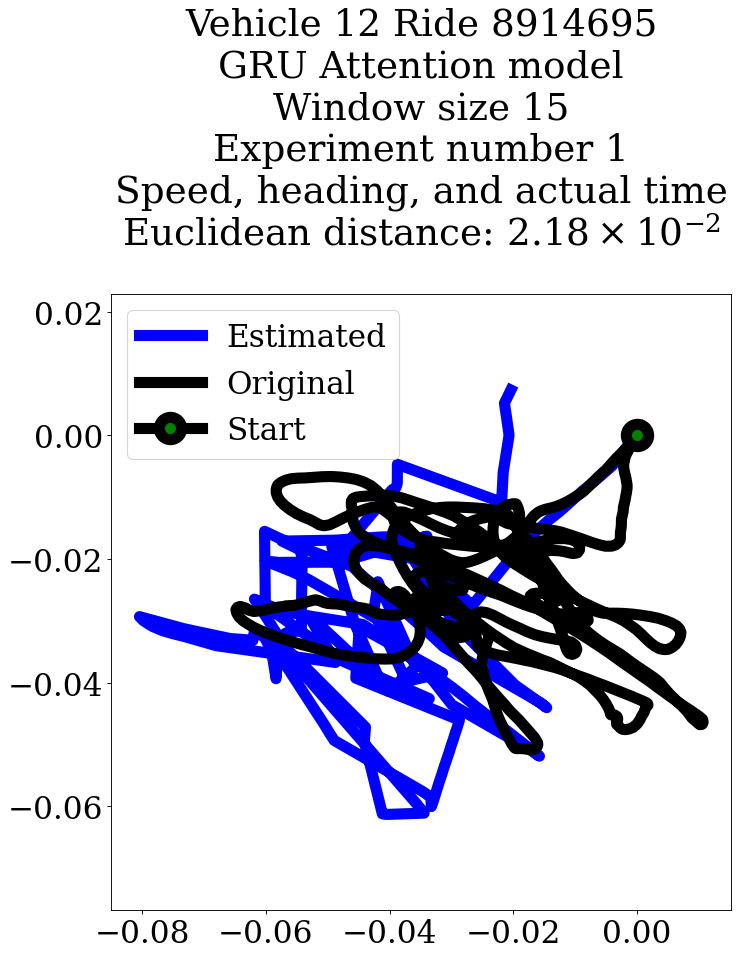 Vehicle 12 Ride 8914695
GRU Attention model
Window size 15
Experiment number 1
Speed, heading, and actual time
Euclidean distance: 2.18 × 10⁻²
Estimated
Original
Start
0.02
0.00
−0.02
−0.04
−0.06
−0.08 −0.06 −0.04 −0.02 0.00